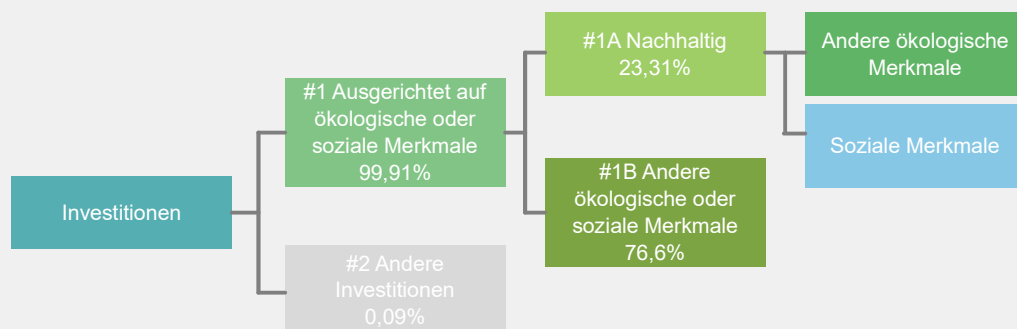 Investitionen
#1 Ausgerichtet auf
ökologische oder
soziale Merkmale
99,91%
#2 Andere
Investitionen
0,09%
#1A Nachhaltig
23,31%
#1B Andere
ökologische oder
soziale Merkmale
76,6%
Andere ökologische
Merkmale
Soziale Merkmale